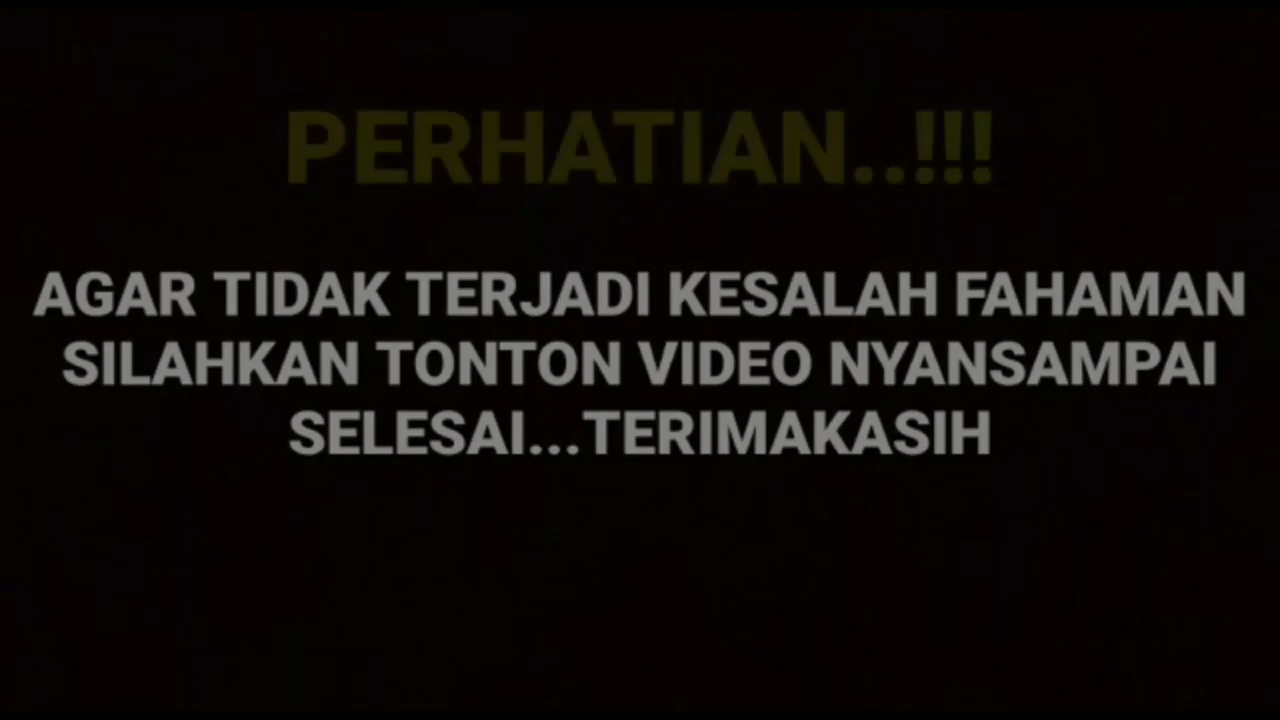 PERHATIAN..!!!
AGAR TIDAK TERJADI KESALAH FAHAMAN
SILAHKAN TONTON VIDEO NYANSAMPAI
SELESAI...TERIMAKASIH